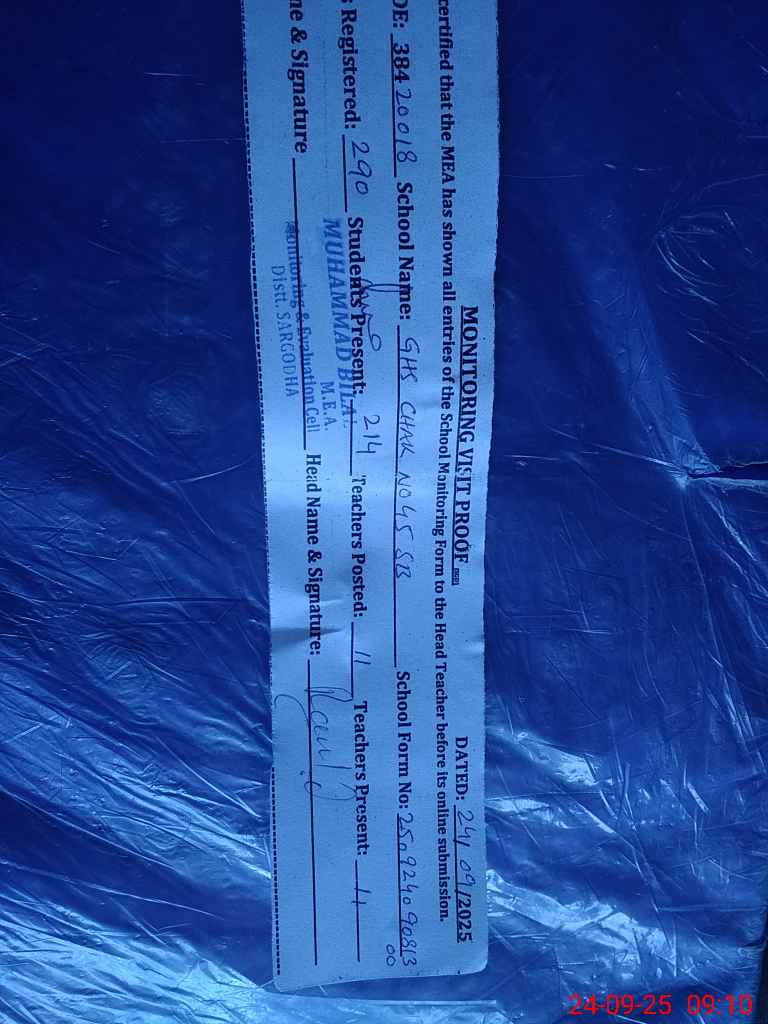 MONITORING VISIT PROOF DATED: 24/09/2025
certified that the MEA has shown all entries of the School Monitoring Form to the Head Teacher before its online submission.
DE: 38420018 School Name: GHS CHAK NO 45 SB School Form No: 250924090813
00
s Registered: 290 Students Present: 214 Teachers Posted: 11 Teachers Present: 11
MUHAMMAD BILAL
M.E.A.
ne & Signature Head Name & Signature:
Monitoring & Evaluation Cell
Distt. SARGODHA
24-09-25 09:10